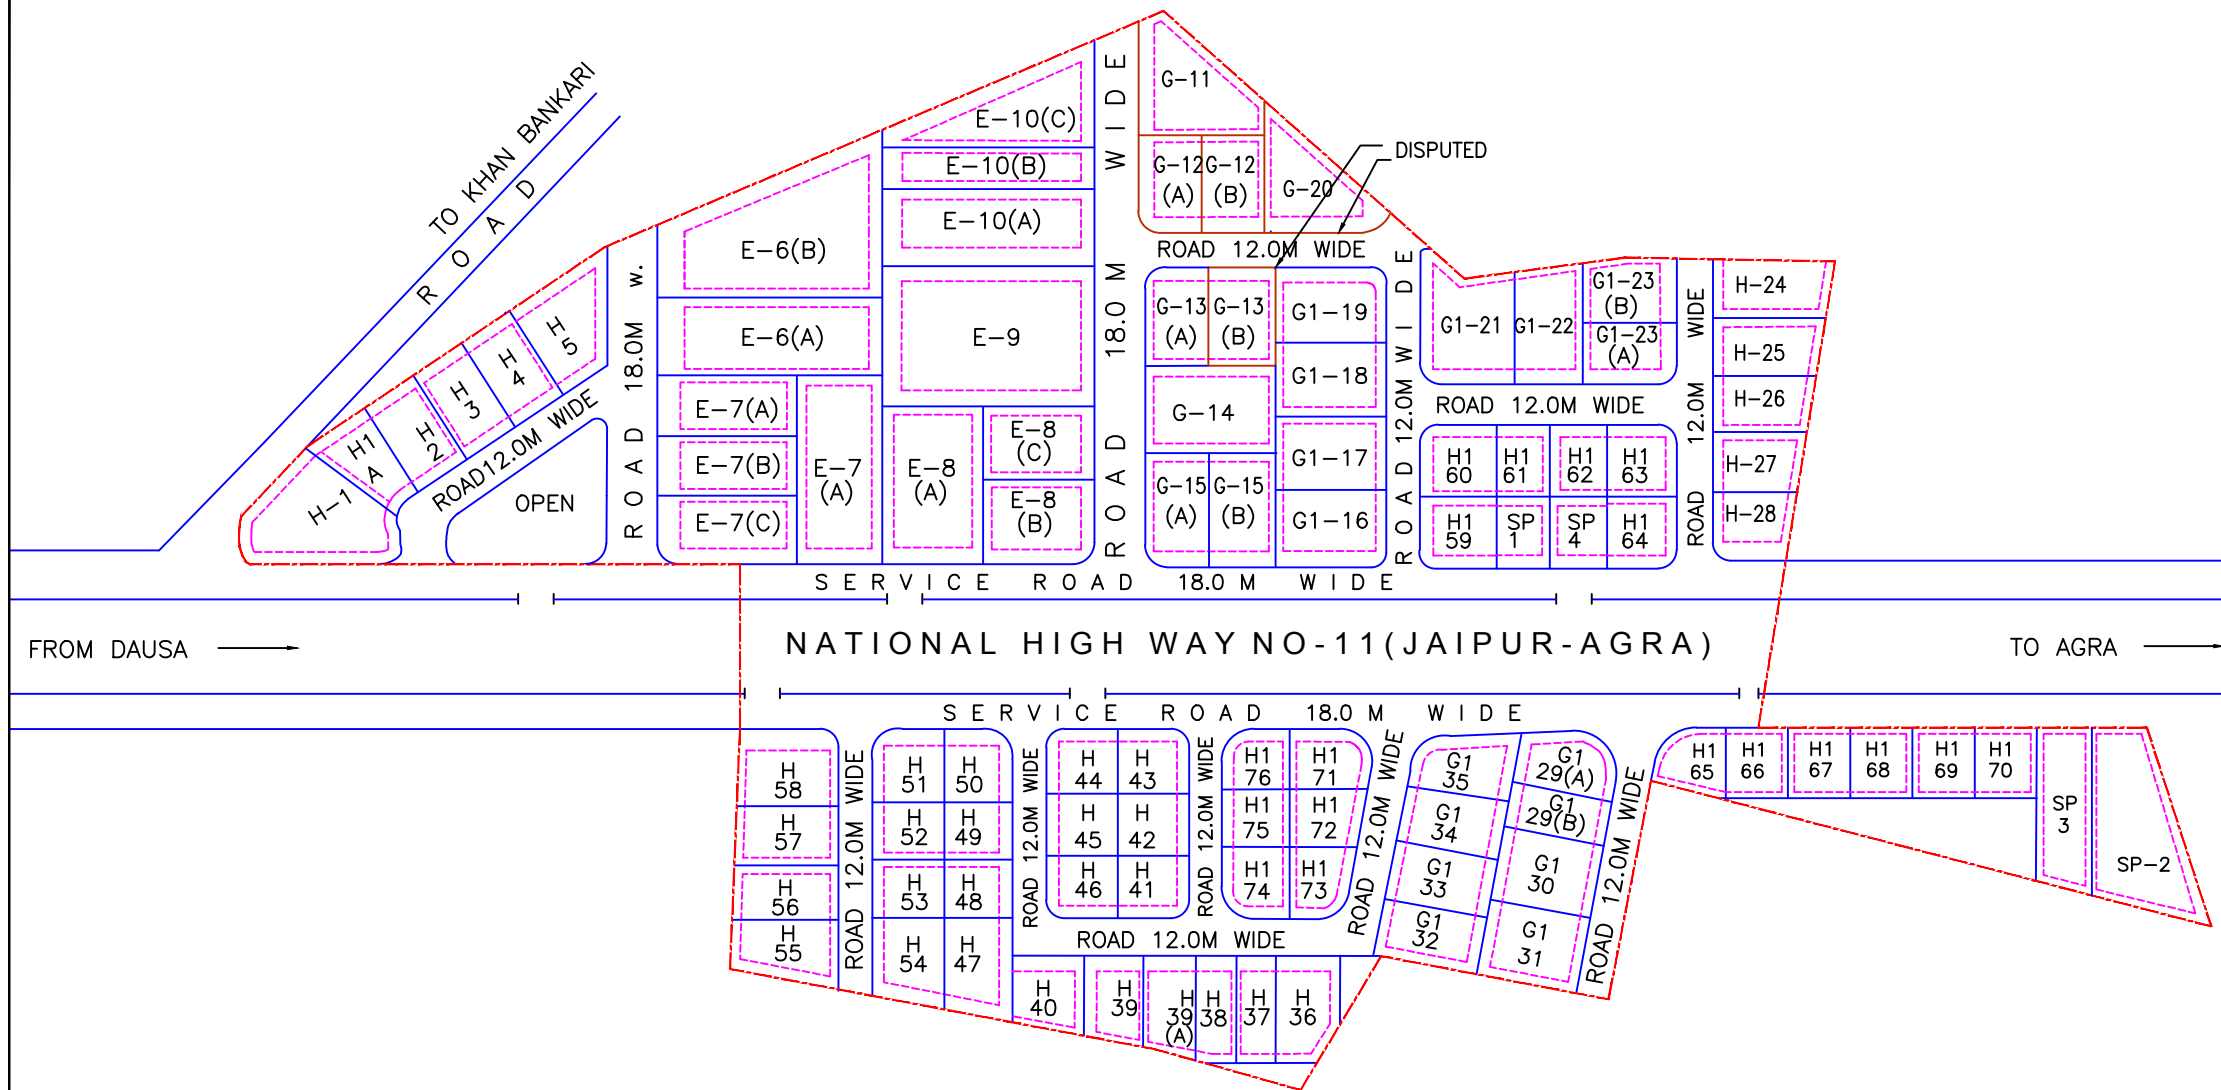 TO KHAN BANKARI
ROAD
E-10(C)
E-10(B)
E-10(A)
E-6(B)
E-6(A)
E-9
E-7(A)
E-7(B)
E-7(C)
E-7
(A)
E-8
(A)
E-8
(C)
E-8
(B)
H
5
H
4
H
3
H
2
H1
A
H-1
ROAD 12.0M WIDE
OPEN
ROAD 18.0M w.
ROAD 18.0 M WIDE
G-11
G-12
(A)
G-12
(B)
G-20
DISPUTED
ROAD 12.0M WIDE
G-13
(A)
G-13
(B)
G1-19
G1-18
G-14
G1-17
G-15
(A)
G-15
(B)
G1-16
ROAD 12.0M WIDE
G1-21
G1-22
G1-23
(B)
G1-23
(A)
ROAD 12.0M WIDE
H1
60
H1
61
H1
62
H1
63
H1
59
SP
1
SP
4
H1
64
ROAD 12.0M WIDE
H-24
H-25
H-26
H-27
H-28
SERVICE ROAD 18.0 M WIDE
FROM DAUSA
NATIONAL HIGH WAY NO-11(JAIPUR-AGRA)
TO AGRA
SERVICE ROAD 18.0 M WIDE
H
58
H
57
H
56
H
55
ROAD 12.0M WIDE
H
51
H
50
H
52
H
49
H
53
H
48
H
54
H
47
ROAD 12.0M WIDE
H
44
H
43
H
45
H
42
H
46
H
41
ROAD 12.0M WIDE
H1
76
H1
71
H1
75
H1
72
H1
74
H1
73
ROAD 12.0M WIDE
ROAD 12.0M WIDE
H
40
H
39
H
39
(A)
H
38
H
37
H
36
G1
35
G1
29(A)
G1
34
G1
29(B)
G1
33
G1
30
G1
32
G1
31
ROAD 12.0M WIDE
H1
65
H1
66
H1
67
H1
68
H1
69
H1
70
SP
3
SP-2